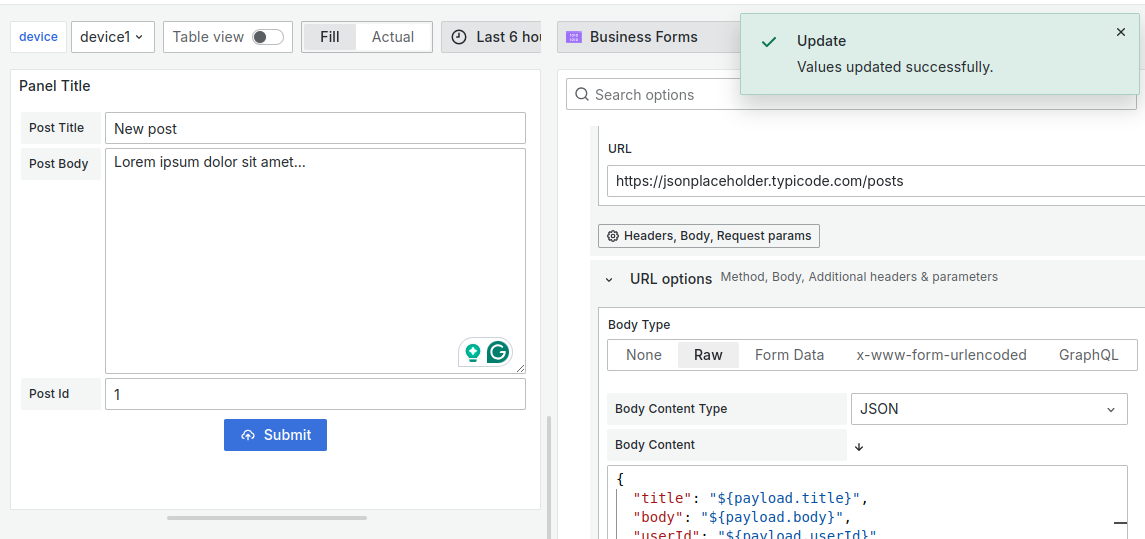 device
device1
Table view
Fill
Actual
Last 6 hou
Business Forms
Update
Values updated successfully.
Panel Title
Post Title
New post
Post Body
Lorem ipsum dolor sit amet...
Post Id
1
Submit
Search options
URL
https://jsonplaceholder.typicode.com/posts
Headers, Body, Request params
URL options
Method, Body, Additional headers & parameters
Body Type
None
Raw
Form Data
x-www-form-urlencoded
GraphQL
Body Content Type
JSON
Body Content
{
"title": "${payload.title}",
"body": "${payload.body}",
"userId": "${payload.userId}"